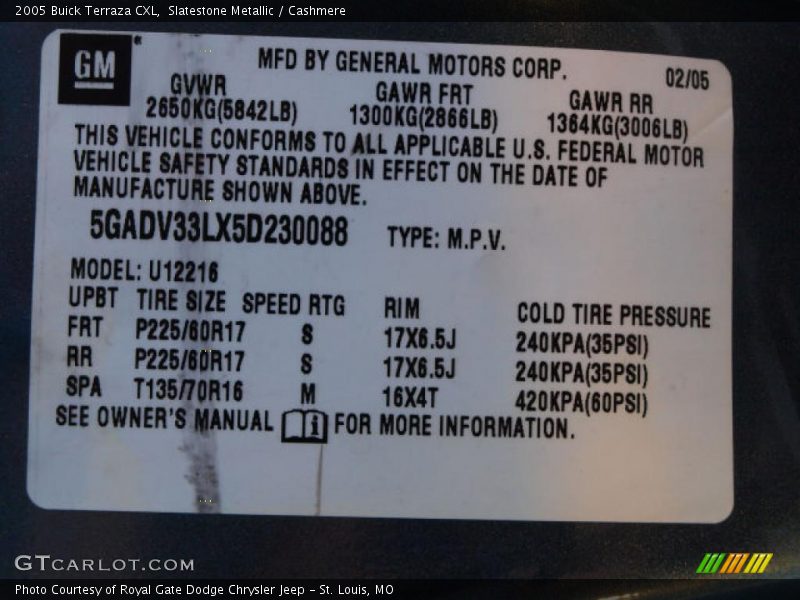 2005 Buick Terraza CXL,  Slatestone Metallic / Cashmere
GM
MFD BY GENERAL MOTORS CORP.
02/05
GVWR GAWR FRT GAWR RR
2650KG(5842LB) 1300KG(2866LB) 1364KG(3006LB)
THIS VEHICLE CONFORMS TO ALL APPLICABLE U.S. FEDERAL MOTOR
VEHICLE SAFETY STANDARDS IN EFFECT ON THE DATE OF
MANUFACTURE SHOWN ABOVE.
5GADV33LX5D230088 TYPE: M.P.V.
MODEL: U12216
UPBT TIRE SIZE SPEED RTG RIM COLD TIRE PRESSURE
FRT P225/60R17 S 17X6.5J 240KPA(35PSI)
RR P225/60R17 S 17X6.5J 240KPA(35PSI)
SPA T135/70R16 M 16X4T 420KPA(60PSI)
SEE OWNER'S MANUAL i FOR MORE INFORMATION.
GTCARLOT.COM
Photo Courtesy of Royal Gate Dodge Chrysler Jeep - St. Louis, MO